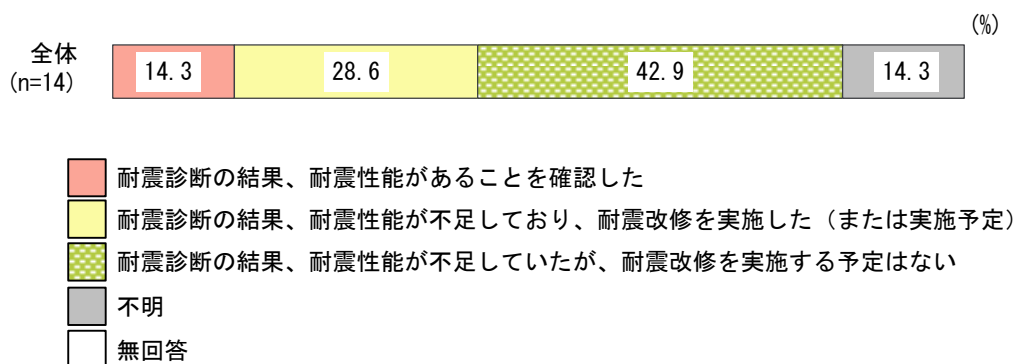 (%)
全体
(n=14)
14.3 28.6 42.9 14.3
耐震診断の結果、耐震性能があることを確認した
耐震診断の結果、耐震性能が不足しており、耐震改修を実施した（または実施予定）
耐震診断の結果、耐震性能が不足していたが、耐震改修を実施する予定はない
不明
無回答